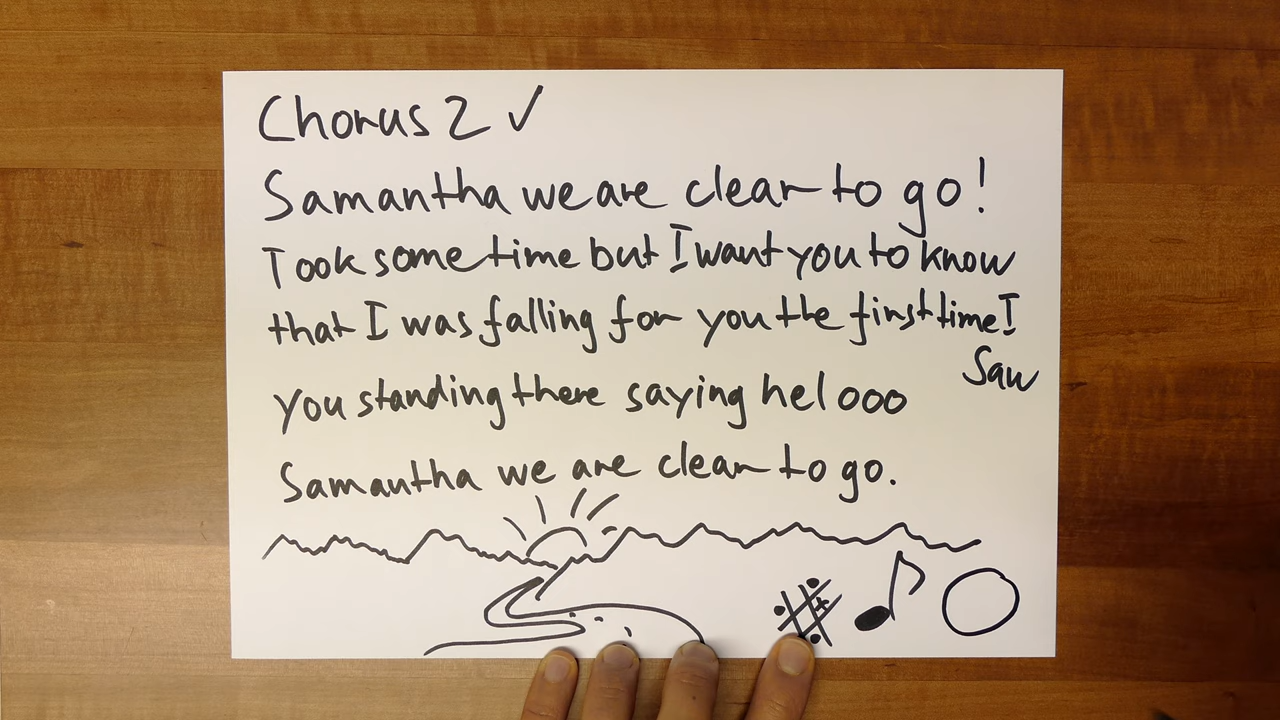 Chorus 2 ✓
Samantha we are clear to go!
Took some time but I want you to know
that I was falling for you the first time I
Saw
you standing there saying helooo
Samantha we are clear to go.